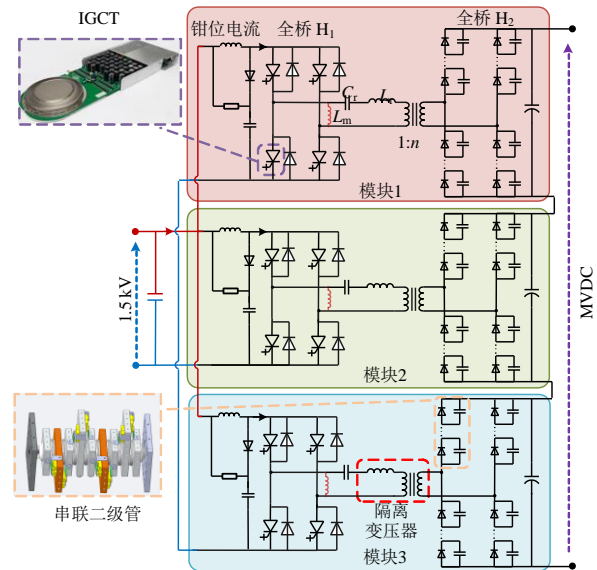 IGCT
钳位电流
全桥 H₁
全桥 H₂
Cᵣ
L
Lₘ
1:n
模块1
1.5 kV
模块2
MVDC
串联二级管
隔离
变压器
模块3